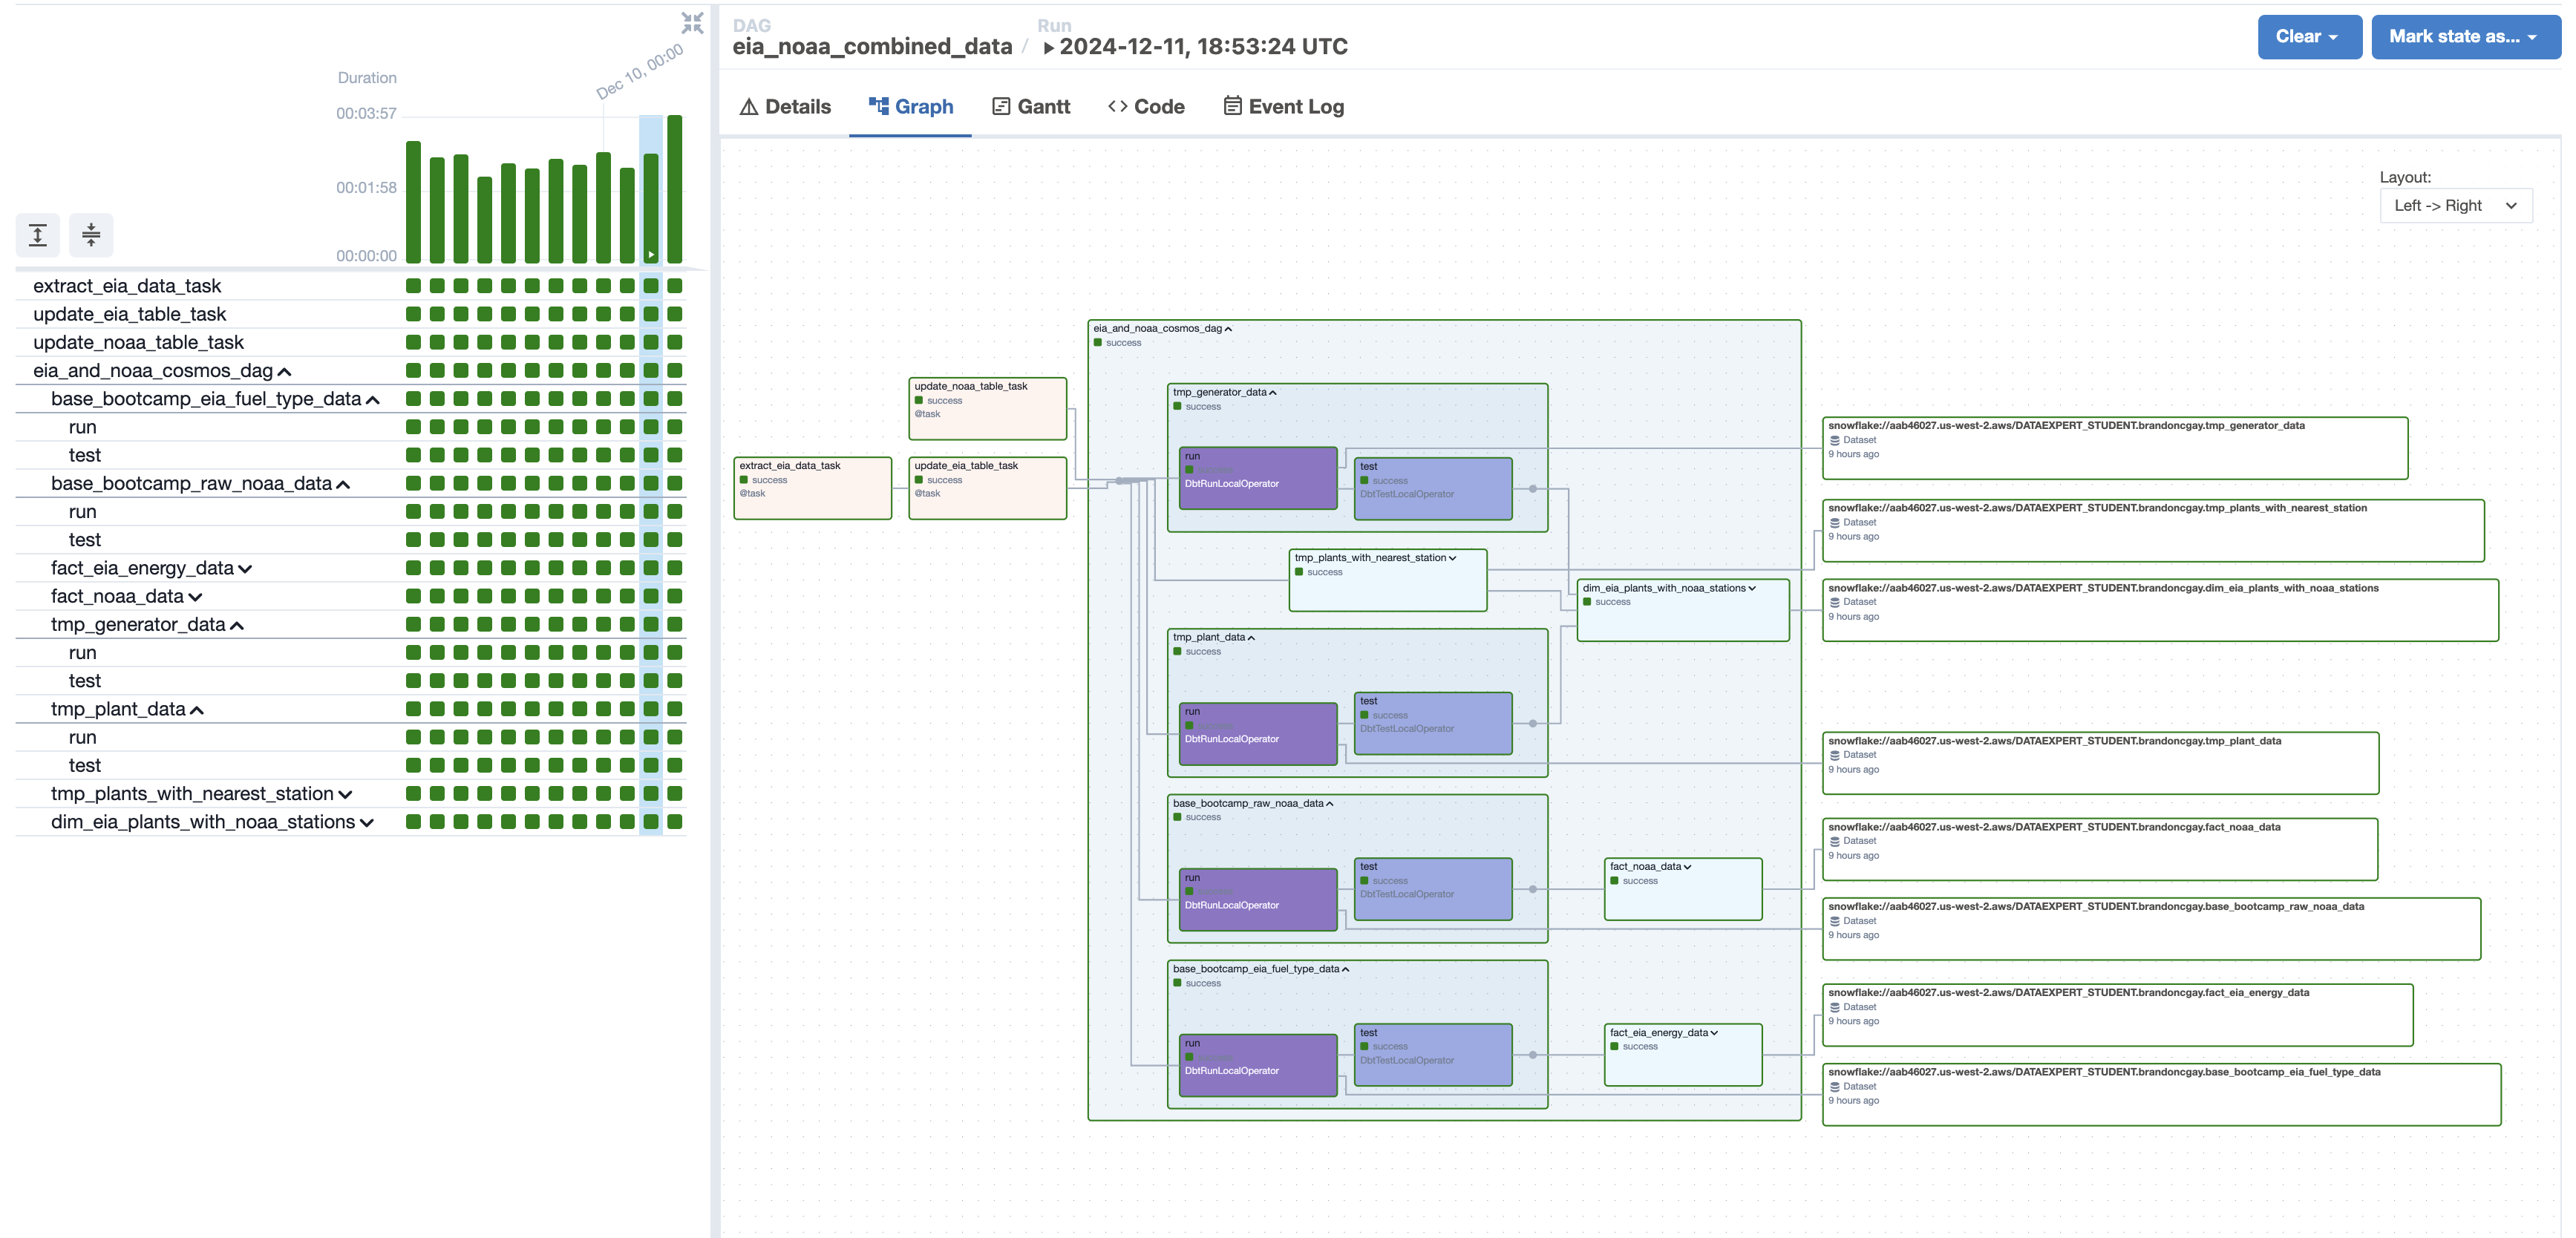 Duration
Dec 10, 00:00
00:03:57
00:01:58
00:00:00
extract_eia_data_task
update_eia_table_task
update_noaa_table_task
eia_and_noaa_cosmos_dag
base_bootcamp_eia_fuel_type_data
run
test
base_bootcamp_raw_noaa_data
run
test
fact_eia_energy_data
fact_noaa_data
tmp_generator_data
run
test
tmp_plant_data
run
test
tmp_plants_with_nearest_station
dim_eia_plants_with_noaa_stations
DAG
eia_noaa_combined_data
/
Run
2024-12-11, 18:53:24 UTC
Clear
Mark state as...
Details
Graph
Gantt
Code
Event Log
Layout:
Left -> Right
extract_eia_data_task
success
@task
update_noaa_table_task
success
@task
update_eia_table_task
success
@task
eia_and_noaa_cosmos_dag
success
tmp_generator_data
success
run
success
DbtRunLocalOperator
test
success
DbtTestLocalOperator
tmp_plants_with_nearest_station
success
dim_eia_plants_with_noaa_stations
success
tmp_plant_data
success
run
success
DbtRunLocalOperator
test
success
DbtTestLocalOperator
base_bootcamp_raw_noaa_data
success
run
success
DbtRunLocalOperator
test
success
DbtTestLocalOperator
fact_noaa_data
success
base_bootcamp_eia_fuel_type_data
success
run
success
DbtRunLocalOperator
test
success
DbtTestLocalOperator
fact_eia_energy_data
success
snowflake://aab46027.us-west-2.aws/DATAEXPERT_STUDENT.brandoncgay.tmp_generator_data
Dataset
9 hours ago
snowflake://aab46027.us-west-2.aws/DATAEXPERT_STUDENT.brandoncgay.tmp_plants_with_nearest_station
Dataset
9 hours ago
snowflake://aab46027.us-west-2.aws/DATAEXPERT_STUDENT.brandoncgay.dim_eia_plants_with_noaa_stations
Dataset
9 hours ago
snowflake://aab46027.us-west-2.aws/DATAEXPERT_STUDENT.brandoncgay.tmp_plant_data
Dataset
9 hours ago
snowflake://aab46027.us-west-2.aws/DATAEXPERT_STUDENT.brandoncgay.fact_noaa_data
Dataset
9 hours ago
snowflake://aab46027.us-west-2.aws/DATAEXPERT_STUDENT.brandoncgay.base_bootcamp_raw_noaa_data
Dataset
9 hours ago
snowflake://aab46027.us-west-2.aws/DATAEXPERT_STUDENT.brandoncgay.fact_eia_energy_data
Dataset
9 hours ago
snowflake://aab46027.us-west-2.aws/DATAEXPERT_STUDENT.brandoncgay.base_bootcamp_eia_fuel_type_data
Dataset
9 hours ago